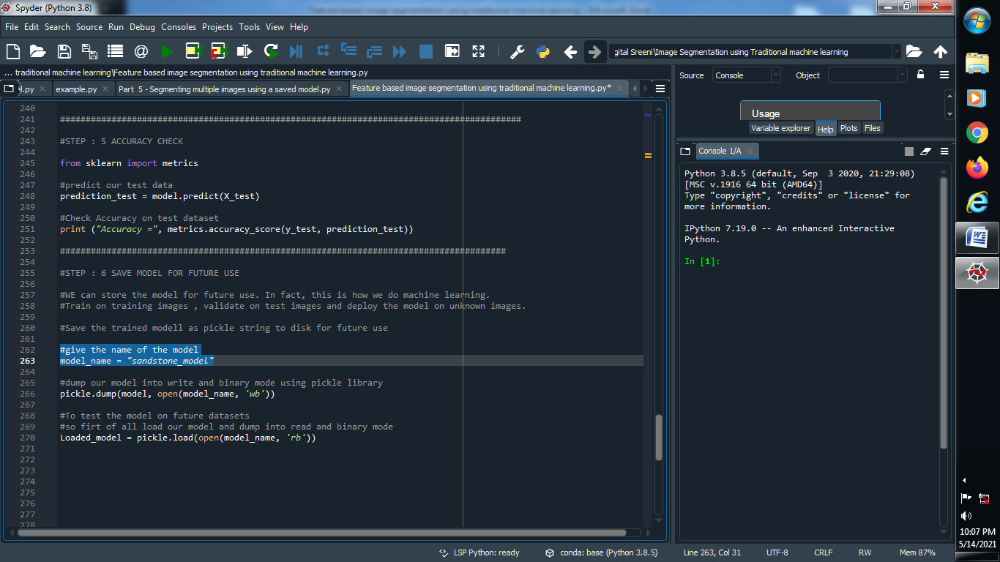 Spyder (Python 3.8)
File Edit Search Source Run Debug Consoles Projects Tools View Help
gital Sreeni\Image Segmentation using Traditional machine learning
... traditional machine learning\Feature based image segmentation using traditional machine learning.py
.py example.py Part 5 - Segmenting multiple images using a saved model.py Feature based image segmentation using traditional machine learning.py*
240
241 ##########################################################################################
242
243 #STEP : 5 ACCURACY CHECK
244
245 from sklearn import metrics
246
247 #predict our test data
248 prediction_test = model.predict(X_test)
249
250 #Check Accuracy on test dataset
251 print ("Accuracy =", metrics.accuracy_score(y_test, prediction_test))
252
253 #######################################################################################
254
255 #STEP : 6 SAVE MODEL FOR FUTURE USE
256
257 #WE can store the model for future use. In fact, this is how we do machine learning.
258 #Train on training images , validate on test images and deploy the model on unknown images.
259
260 #Save the trained modell as pickle string to disk for future use
261
262 #give the name of the model
263 model_name = "sandstone_model"
264
265 #dump our model into write and binary mode using pickle library
266 pickle.dump(model, open(model_name, 'wb'))
267
268 #To test the model on future datasets
269 #so firt of all load our model and dump into read and binary mode
270 Loaded_model = pickle.load(open(model_name, 'rb'))
271
272
273
274
275
276
277
278
Source Console Object
Usage
Variable explorer Help Plots Files
Console 1/A
Python 3.8.5 (default, Sep 3 2020, 21:29:08)
[MSC v.1916 64 bit (AMD64)]
Type "copyright", "credits" or "license" for
more information.
IPython 7.19.0 -- An enhanced Interactive
Python.
In [1]:
LSP Python: ready conda: base (Python 3.8.5) Line 263, Col 31 UTF-8 CRLF RW Mem 87%
10:07 PM
5/14/2021